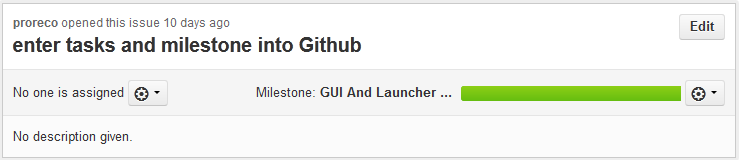 proreco opened this issue 10 days ago
Edit
enter tasks and milestone into Github
No one is assigned
Milestone: GUI And Launcher ...
No description given.